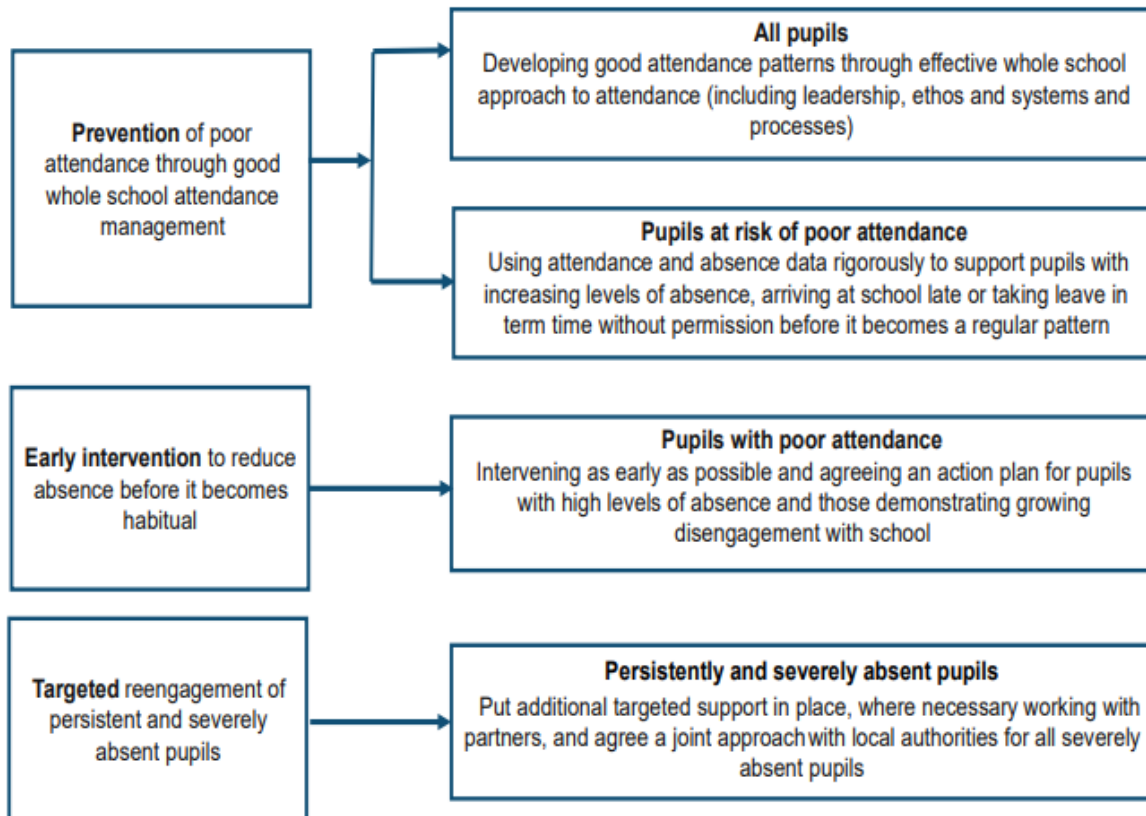 Prevention of poor
attendance through good
whole school attendance
management
All pupils
Developing good attendance patterns through effective whole school
approach to attendance (including leadership, ethos and systems and
processes)
Pupils at risk of poor attendance
Using attendance and absence data rigorously to support pupils with
increasing levels of absence, arriving at school late or taking leave in
term time without permission before it becomes a regular pattern
Early intervention to reduce
absence before it becomes
habitual
Pupils with poor attendance
Intervening as early as possible and agreeing an action plan for pupils
with high levels of absence and those demonstrating growing
disengagement with school
Targeted reengagement of
persistent and severely
absent pupils
Persistently and severely absent pupils
Put additional targeted support in place, where necessary working with
partners, and agree a joint approach with local authorities for all severely
absent pupils